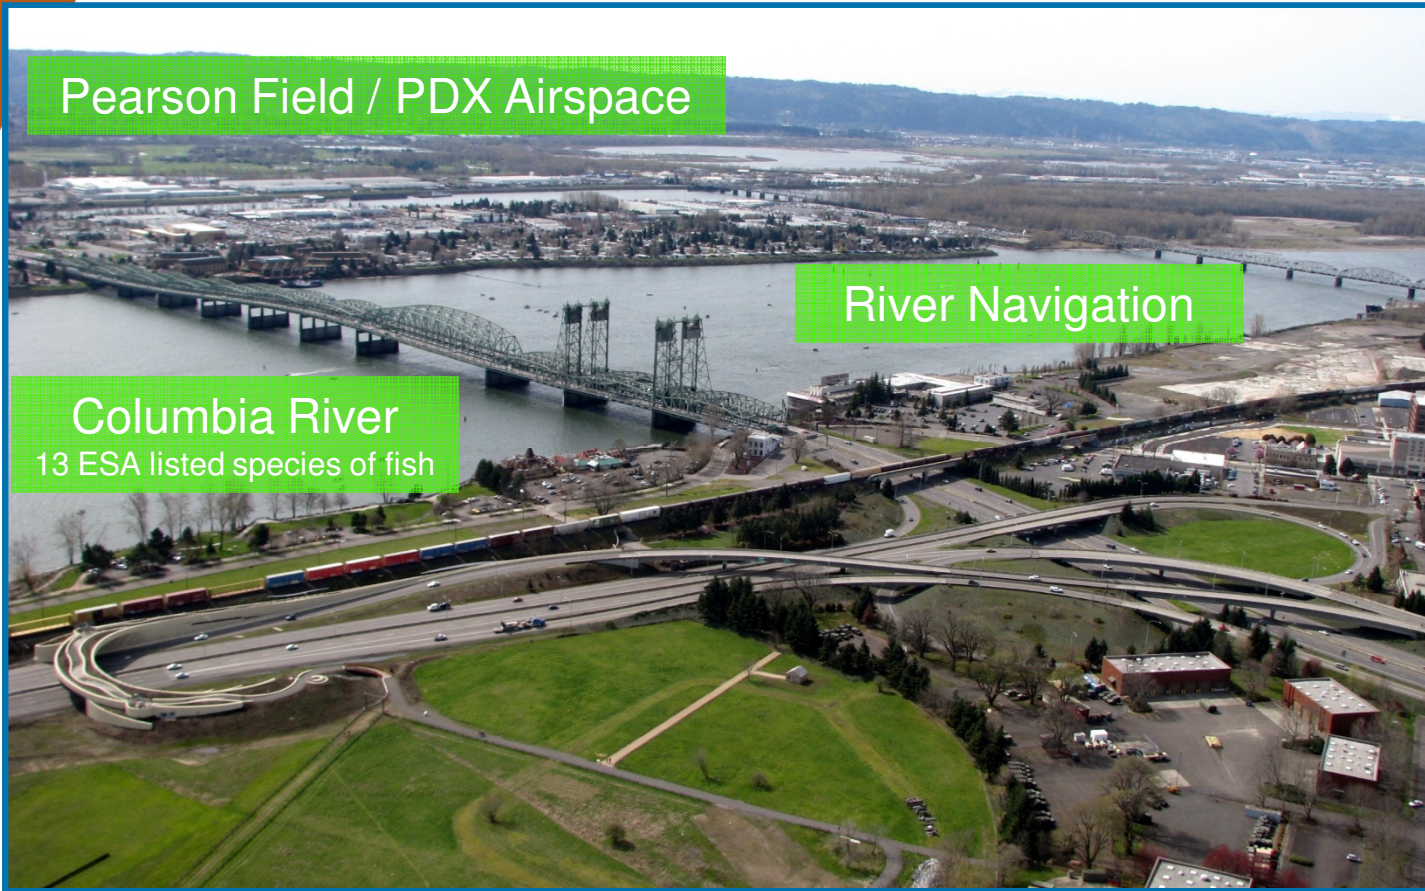 Pearson Field / PDX Airspace
River Navigation
Columbia River
13 ESA listed species of fish